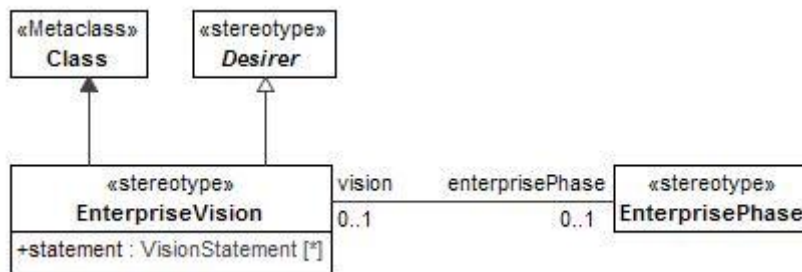 «Metaclass»
Class
«stereotype»
Desirer
«stereotype»
EnterpriseVision
+statement : VisionStatement [*]
vision
enterprisePhase
0..1
0..1
«stereotype»
EnterprisePhase